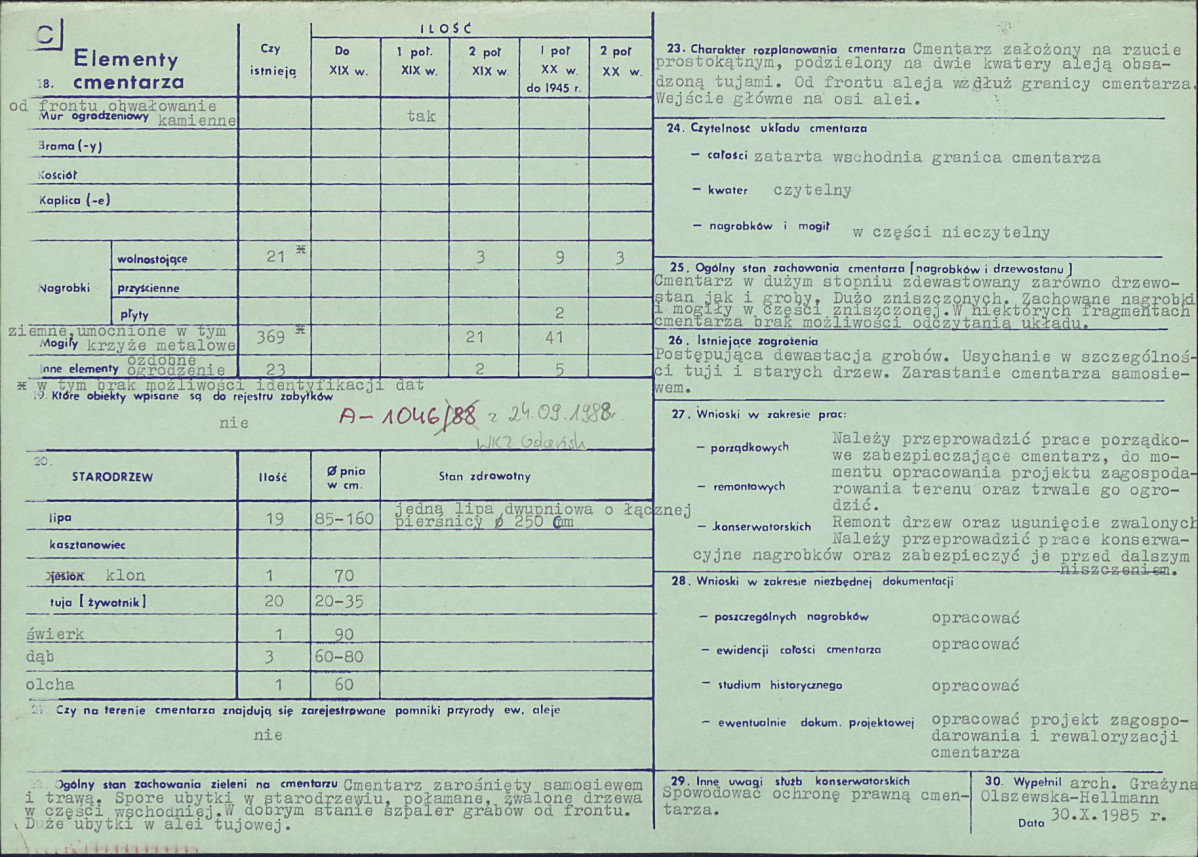 C
18. Elementy cmentarza
Czy istnieją
ILOŚĆ
Do XIX w.
1 poł. XIX w.
2 poł XIX w.
1 poł XX w. do 1945 r.
2 poł XX w.
od frontu obwałowanie
Mur ogrodzeniowy kamienne tak
Brama (-y)
Kościół
Kaplica (-e)
Nagrobki
wolnostojące 21 ж 3 9 3
przyścienne
płyty 2
ziemne,umocnione w tym
Mogiły krzyże metalowe 369 ж 21 41
ozdobne
Inne elementy ogrodzenie 23 2 5
ж w tym brak możliwości identyfikacji dat
19. Które obiekty wpisane są do rejestru zabytków
nie A-1046/88 z 24.09.1988r.
WKZ Gdańsk
20.
STARODRZEW Ilość Ø pnia w cm. Stan zdrowotny
lipa 19 85-160 jedna lipa dwupniowa o łącznej
pierśnicy ø 250 cm
kasztanowiec
jesion klon 1 70
tuja [żywotnik] 20 20-35
świerk 1 90
dąb 3 60-80
olcha 1 60
21. Czy na terenie cmentarza znajdują się zarejestrowane pomniki przyrody ew. aleje
nie
22. Ogólny stan zachowania zieleni na cmentarzu Cmentarz zarośnięty samosiewem
i trawą. Spore ubytki w starodrzewiu, połamane, zwalone drzewa
w części wschodniej.W dobrym stanie szpaler grabów od frontu.
Duże ubytki w alei tujowej.
23. Charakter rozplanowania cmentarza Cmentarz założony na rzucie
prostokątnym, podzielony na dwie kwatery aleją obsa-
dzoną tujami. Od frontu aleja wzdłuż granicy cmentarza.
Wejście główne na osi alei.
24. Czytelność układu cmentarza
- całości zatarta wschodnia granica cmentarza
- kwater czytelny
- nagrobków i mogił w części nieczytelny
25. Ogólny stan zachowania cmentarza [nagrobków i drzewostanu]
Cmentarz w dużym stopniu zdewastowany zarówno drzewo-
stan jak i groby. Dużo zniszczonych. Zachowane nagrobki
i mogiły w części zniszczonej.W niektórych fragmentach
cmentarza brak możliwości odczytania układu.
26. Istniejące zagrożenia
Postępująca dewastacja grobów. Usychanie w szczególnoś-
ci tuji i starych drzew. Zarastanie cmentarza samosie-
wem.
27. Wnioski w zakresie prac:
- porządkowych Należy przeprowadzić prace porządko-
we zabezpieczające cmentarz, do mo-
mentu opracowania projektu zagospoda-
- remontowych rowania terenu oraz trwale go ogro-
dzić.
- konserwatorskich Remont drzew oraz usunięcie zwalonych
Należy przeprowadzić prace konserwa-
cyjne nagrobków oraz zabezpieczyć je przed dalszym
niszczeniem.
28. Wnioski w zakresie niezbędnej dokumentacji
- poszczególnych nagrobków opracować
- ewidencji całości cmentarza opracować
- studium historycznego opracować
- ewentualnie dokum. projektowej opracować projekt zagospo-
darowania i rewaloryzacji
cmentarza
29. Inne uwagi służb konserwatorskich
Spowodować ochronę prawną cmen-
tarza.
30. Wypełnił arch. Grażyna
Olszewska-Hellmann
Data 30.X.1985 r.